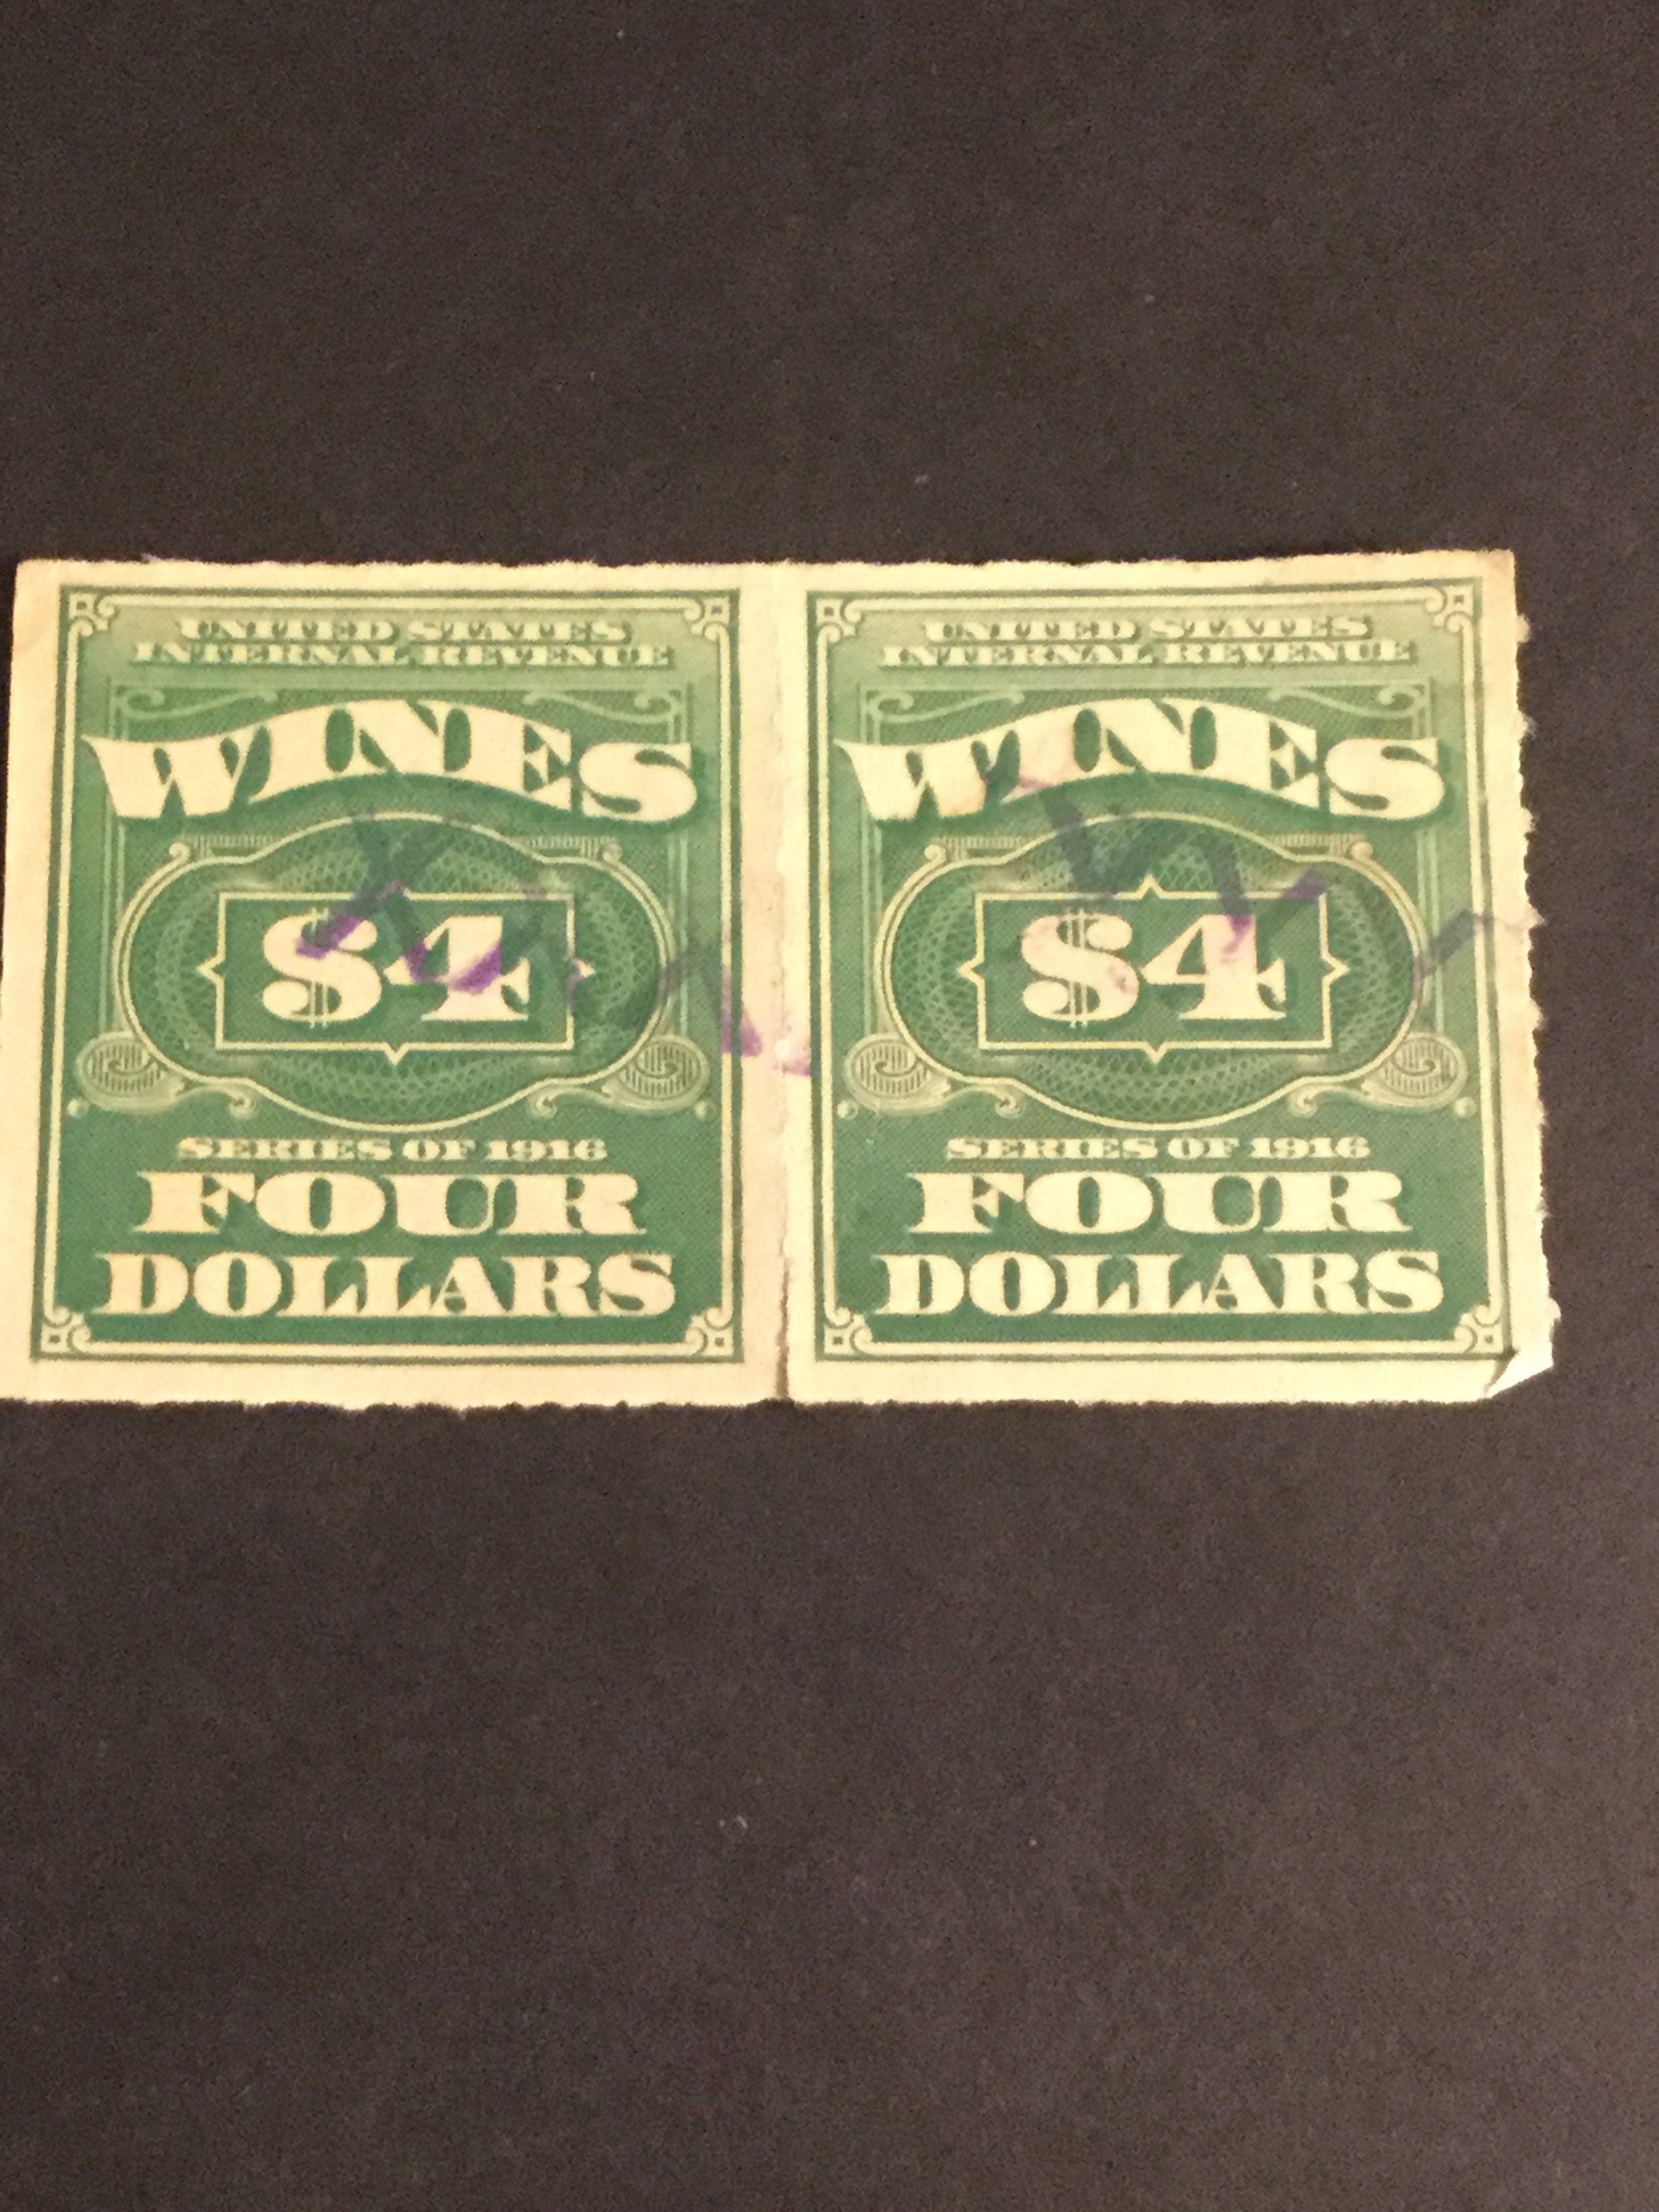 UNITED STATES
INTERNAL REVENUE
WINES
$4
SERIES OF 1916
FOUR
DOLLARS
UNITED STATES
INTERNAL REVENUE
WINES
$4
SERIES OF 1916
FOUR
DOLLARS